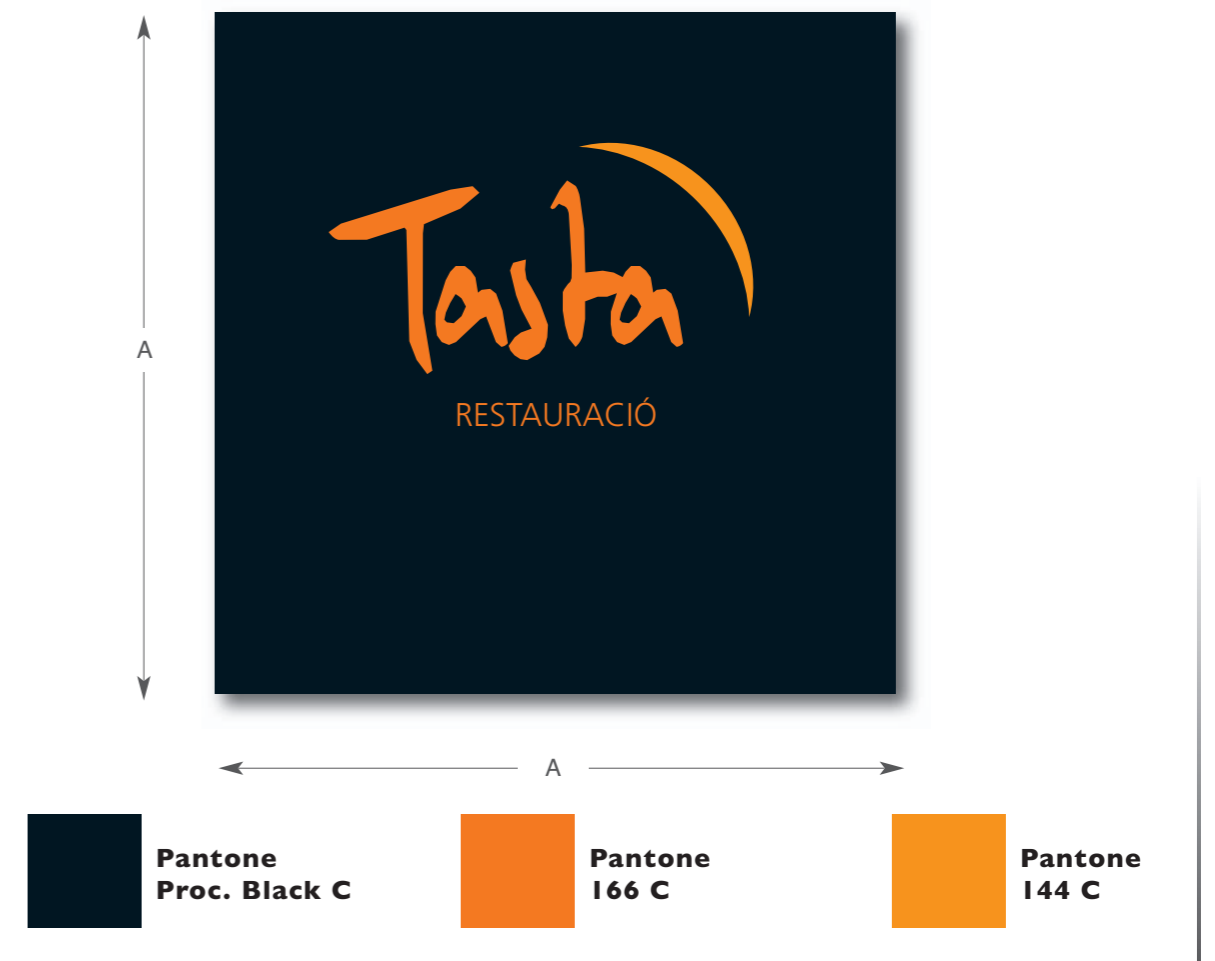 Tasta
RESTAURACIÓ
A
A
Pantone
Proc. Black C
Pantone
166 C
Pantone
144 C